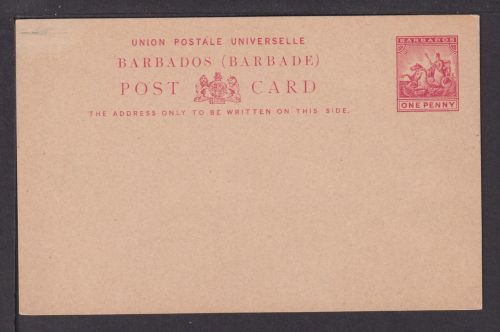 UNION POSTALE UNIVERSELLE
BARBADOS (BARBADE)
POST CARD
THE ADDRESS ONLY TO BE WRITTEN ON THIS SIDE.
BARBADOS
ONE PENNY